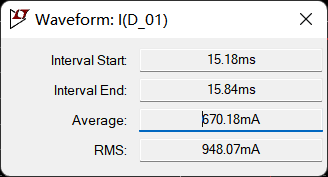 Waveform: I(D_01)
Interval Start: 15.18ms
Interval End: 15.84ms
Average: 670.18mA
RMS: 948.07mA